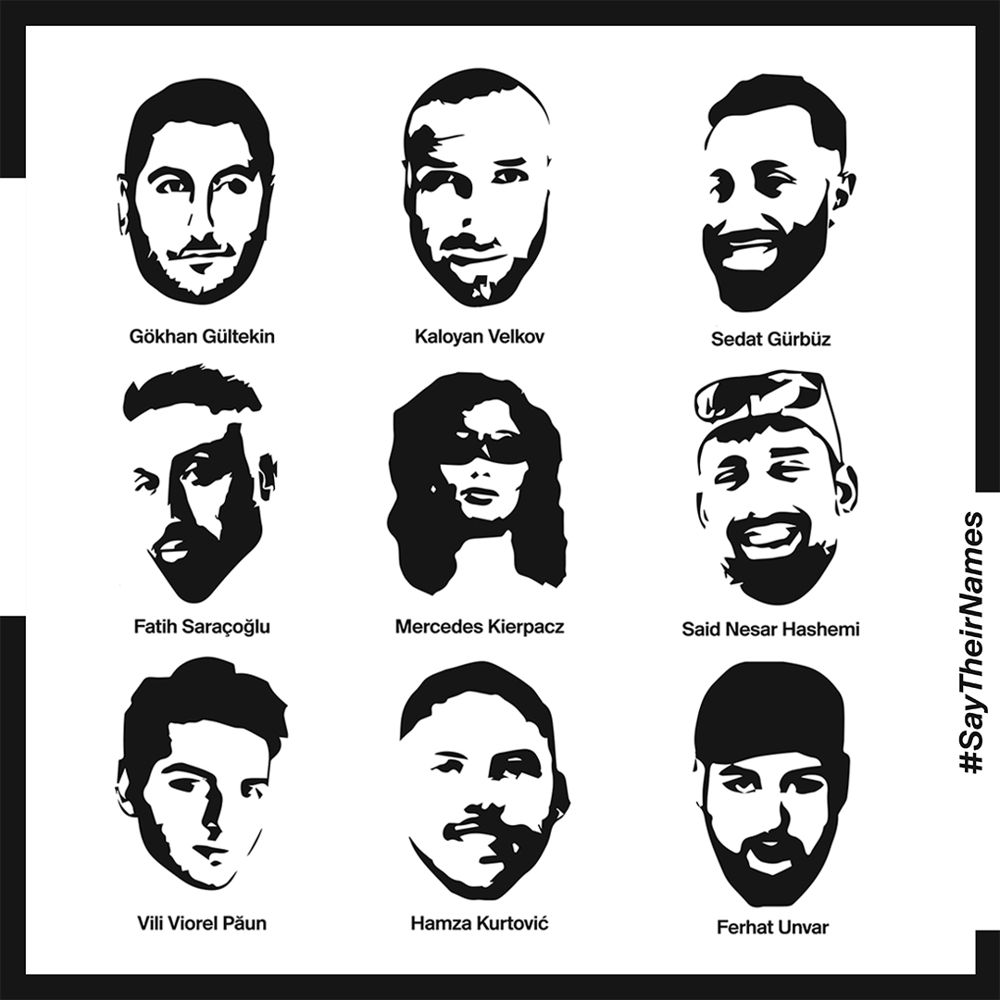 Gökhan Gültekin
Kaloyan Velkov
Sedat Gürbüz
Fatih Saraçoğlu
Mercedes Kierpacz
Said Nesar Hashemi
Vili Viorel Păun
Hamza Kurtović
Ferhat Unvar
#SayTheirNames